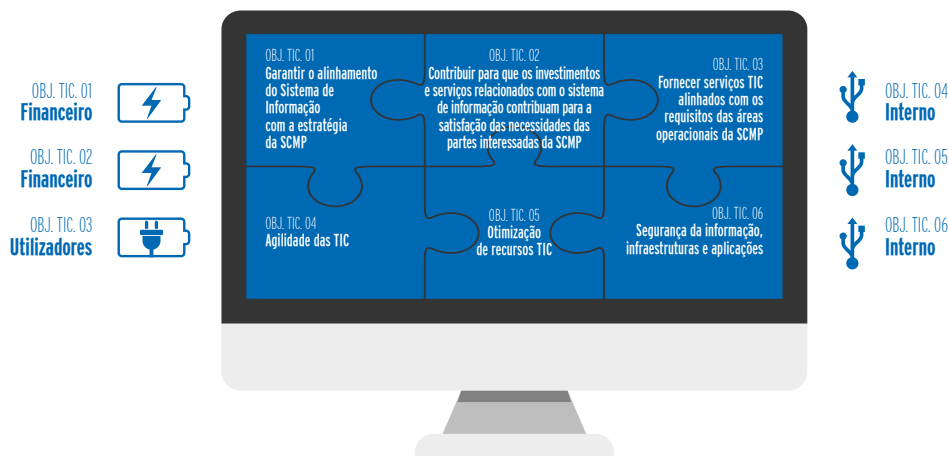 OBJ. TIC. 01
Financeiro
OBJ. TIC. 02
Financeiro
OBJ. TIC. 03
Utilizadores
OBJ. TIC. 01
Garantir o alinhamento
do Sistema de
Informação
com a estratégia
da SCMP
OBJ. TIC. 02
Contribuir para que os investimentos
e serviços relacionados com o sistema
de informação contribuam para a
satisfação das necessidades das
partes interessadas da SCMP
OBJ. TIC. 03
Fornecer serviços TIC
alinhados com os
requisitos das áreas
operacionais da SCMP
OBJ. TIC. 04
Agilidade das TIC
OBJ. TIC. 05
Otimização
de recursos TIC
OBJ. TIC. 06
Segurança da informação,
infraestruturas e aplicações
OBJ. TIC. 04
Interno
OBJ. TIC. 05
Interno
OBJ. TIC. 06
Interno